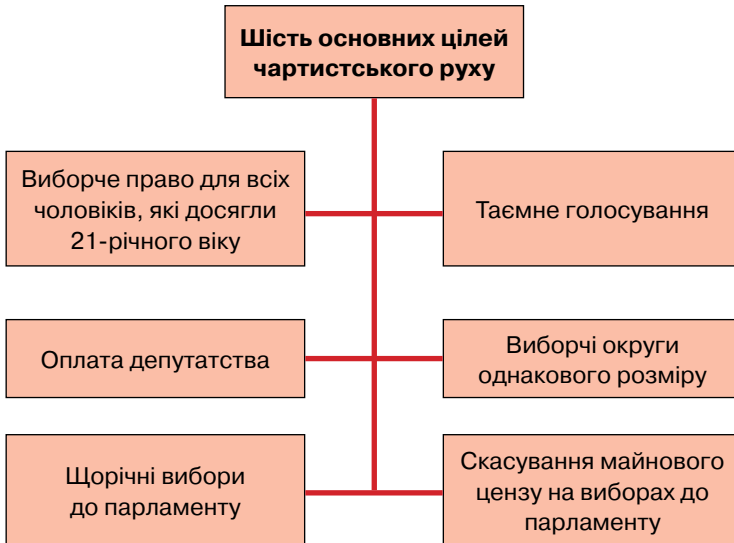 Шість основних цілей
чартистського руху
Виборче право для всіх
чоловіків, які досягли
21-річного віку
Таємне голосування
Оплата депутатства
Виборчі округи
однакового розміру
Щорічні вибори
до парламенту
Скасування майнового
цензу на виборах до
парламенту